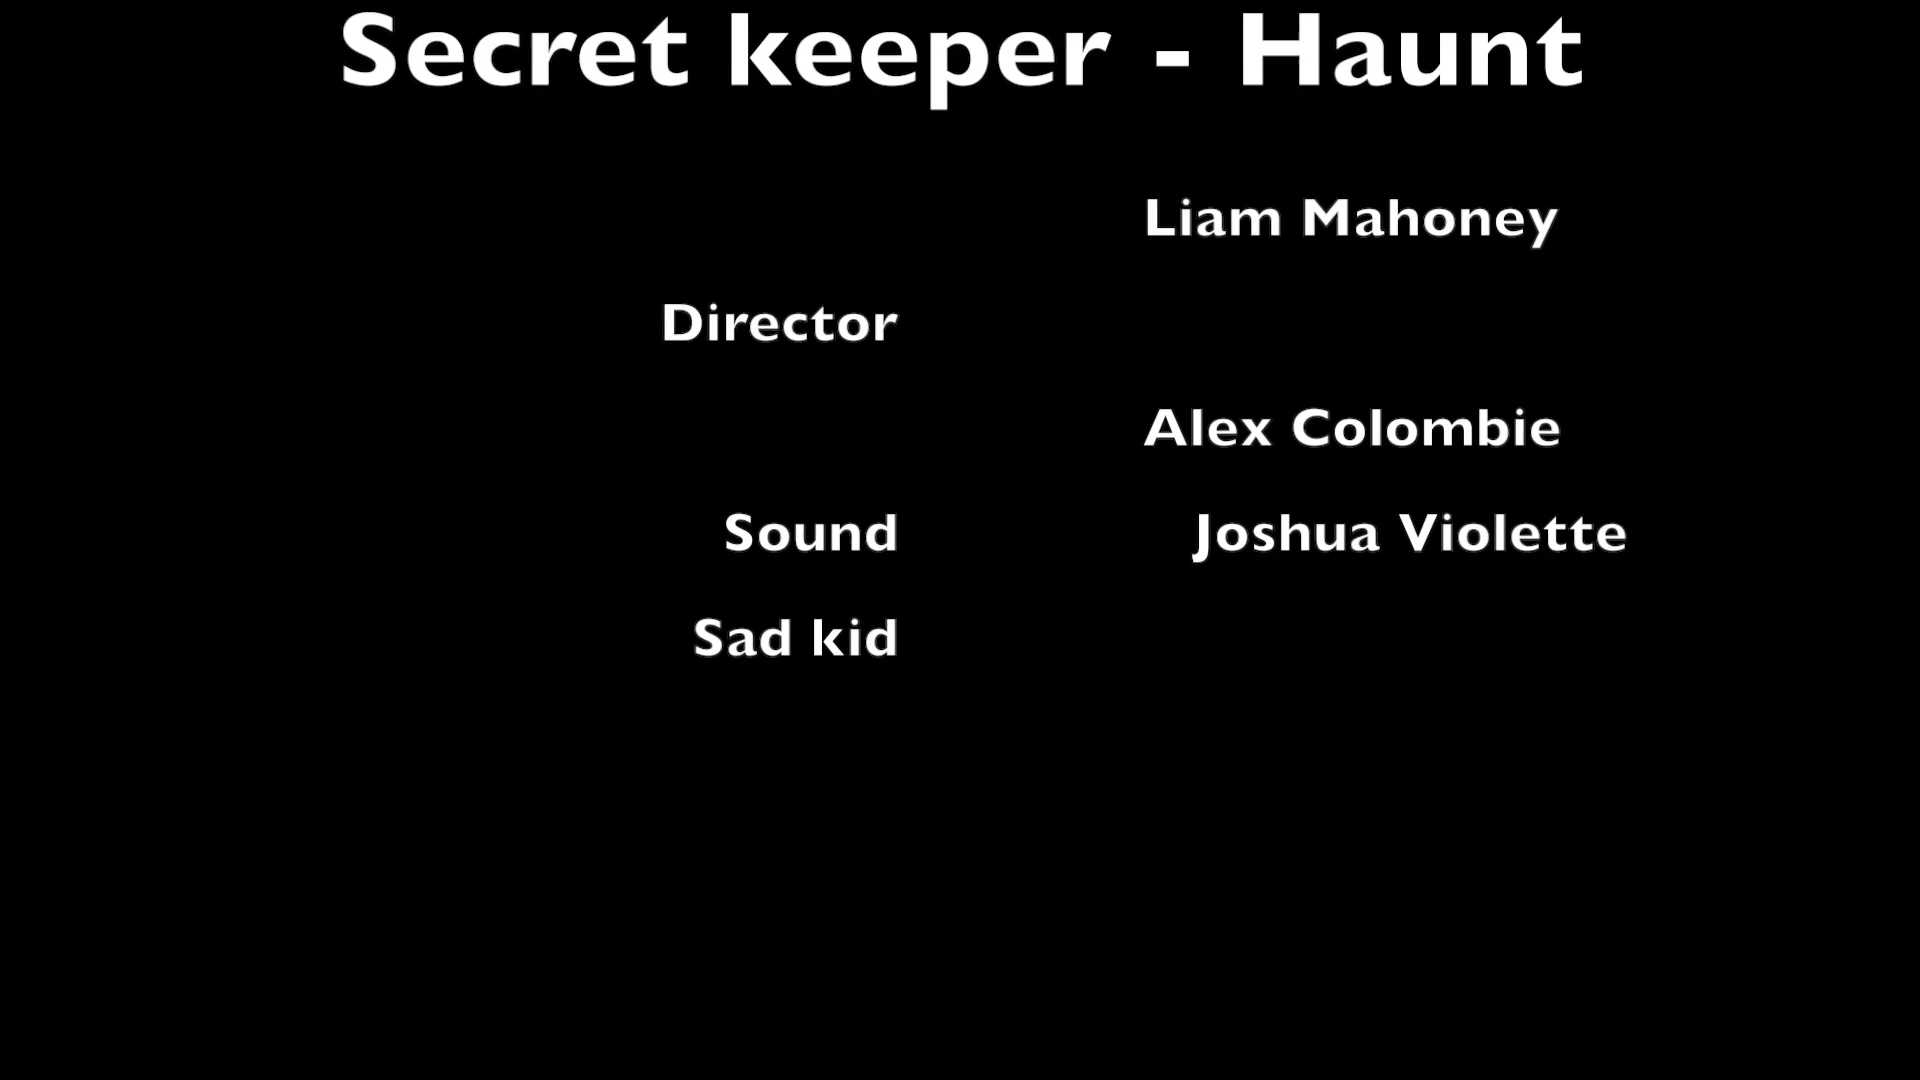 Secret keeper - Haunt
Liam Mahoney
Director
Alex Colombie
Sound Joshua Violette
Sad kid